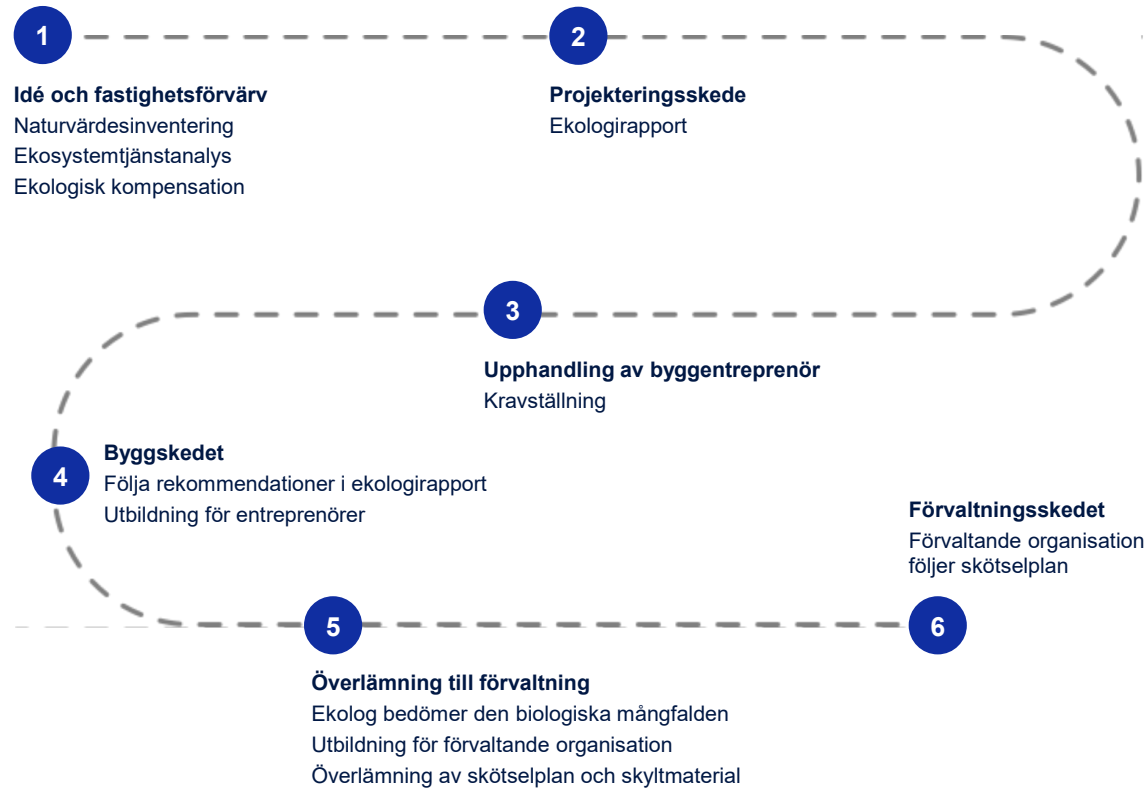 1
Idé och fastighetsförvärv
Naturvärdesinventering
Ekosystemtjänstanalys
Ekologisk kompensation
2
Projekteringsskede
Ekologirapport
3
Upphandling av byggentreprenör
Kravställning
4
Byggskedet
Följa rekommendationer i ekologirapport
Utbildning för entreprenörer
5
Överlämning till förvaltning
Ekolog bedömer den biologiska mångfalden
Utbildning för förvaltande organisation
Överlämning av skötselplan och skyltmaterial
6
Förvaltningsskedet
Förvaltande organisation
följer skötselplan